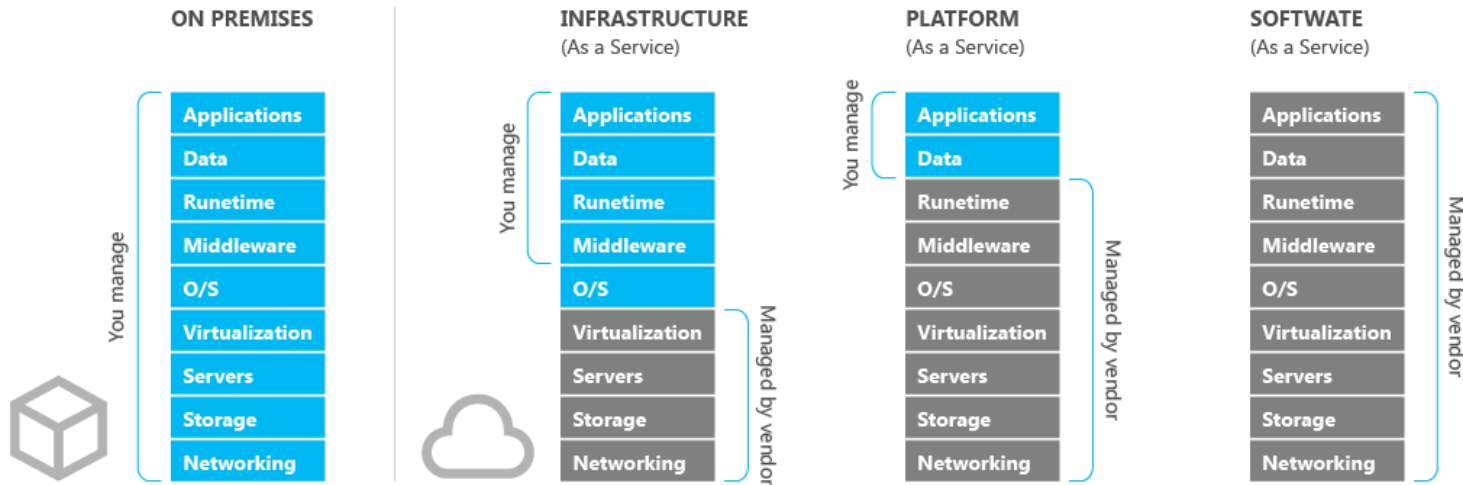 ON PREMISES
Applications
Data
Runetime
Middleware
O/S
Virtualization
Servers
Storage
Networking
You manage
INFRASTRUCTURE
(As a Service)
Applications
Data
Runetime
Middleware
O/S
Virtualization
Servers
Storage
Networking
You manage
Managed by vendor
PLATFORM
(As a Service)
Applications
Data
Runetime
Middleware
O/S
Virtualization
Servers
Storage
Networking
You manage
Managed by vendor
SOFTWATE
(As a Service)
Applications
Data
Runetime
Middleware
O/S
Virtualization
Servers
Storage
Networking
Managed by vendor